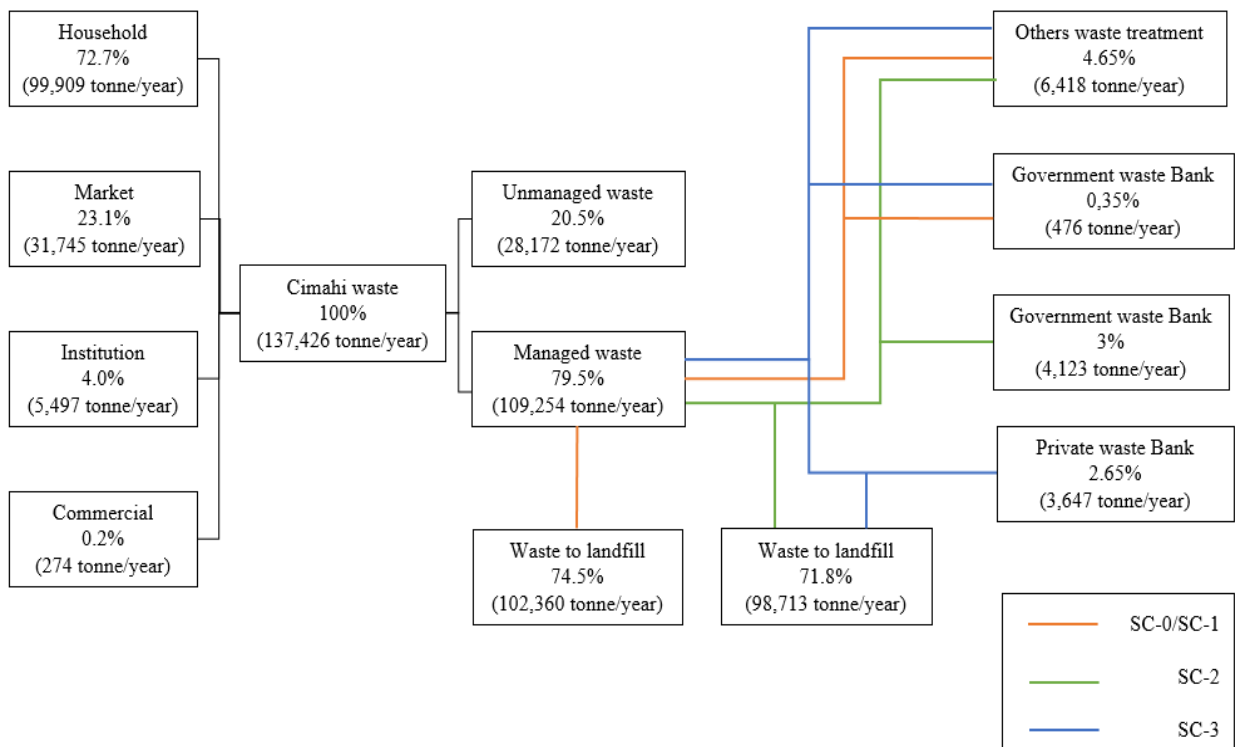 Household
72.7%
(99,909 tonne/year)
Market
23.1%
(31,745 tonne/year)
Institution
4.0%
(5,497 tonne/year)
Commercial
0.2%
(274 tonne/year)
Cimahi waste
100%
(137,426 tonne/year)
Unmanaged waste
20.5%
(28,172 tonne/year)
Managed waste
79.5%
(109,254 tonne/year)
Waste to landfill
74.5%
(102,360 tonne/year)
Waste to landfill
71.8%
(98,713 tonne/year)
Others waste treatment
4.65%
(6,418 tonne/year)
Government waste Bank
0,35%
(476 tonne/year)
Government waste Bank
3%
(4,123 tonne/year)
Private waste Bank
2.65%
(3,647 tonne/year)
SC-0/SC-1
SC-2
SC-3